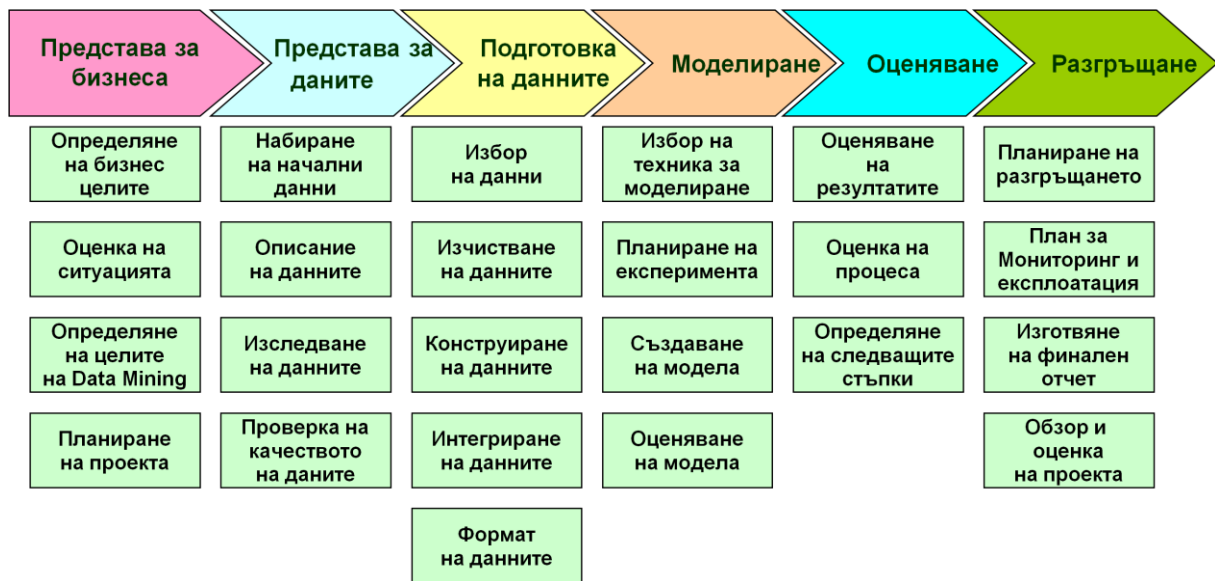 Представа за
бизнеса
Представа за
даните
Подготовка
на данните
Моделиране
Оценяване
Разгръщане
Определяне
на бизнес
целите
Оценка на
ситуацията
Определяне
на целите
на Data Mining
Планиране
на проекта
Набиране
на начални
данни
Описание
на данните
Изследване
на данните
Проверка на
качеството
на даните
Избор
на данни
Изчистване
на данните
Конструиране
на данните
Интегриране
на данните
Формат
на данните
Избор на
техника за
моделиране
Планиране на
експеримента
Създаване
на модела
Оценяване
на модела
Оценяване
на
резултатите
Оценка на
процеса
Определяне
на следващите
стъпки
Планиране на
разгръщането
План за
Мониторинг и
експлоатация
Изготвяне
на финален
отчет
Обзор и
оценка
на проекта